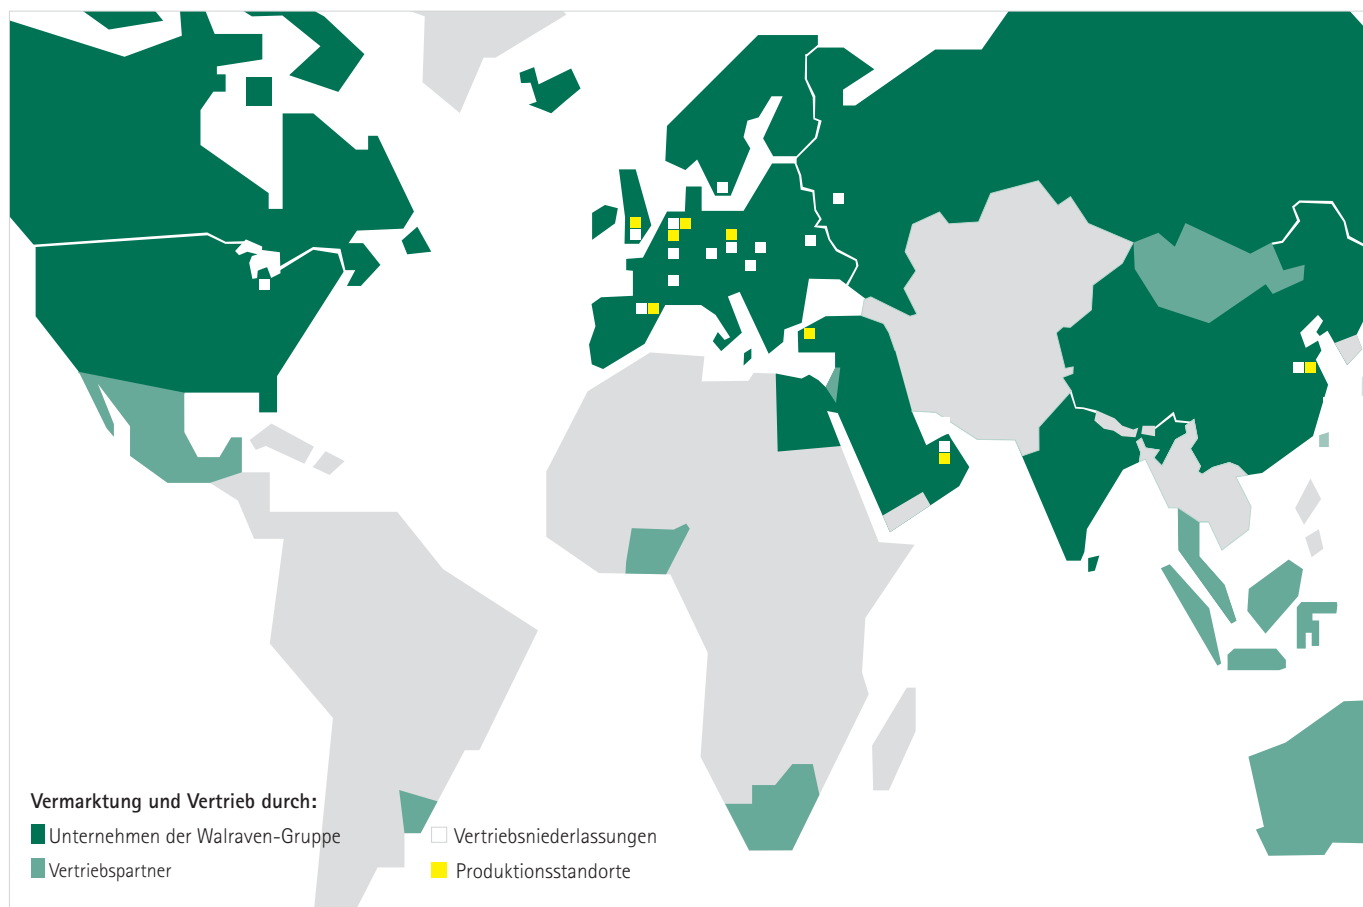 Vermarktung und Vertrieb durch:
Unternehmen der Walraven-Gruppe
Vertriebspartner
Vertriebsniederlassungen
Produktionsstandorte